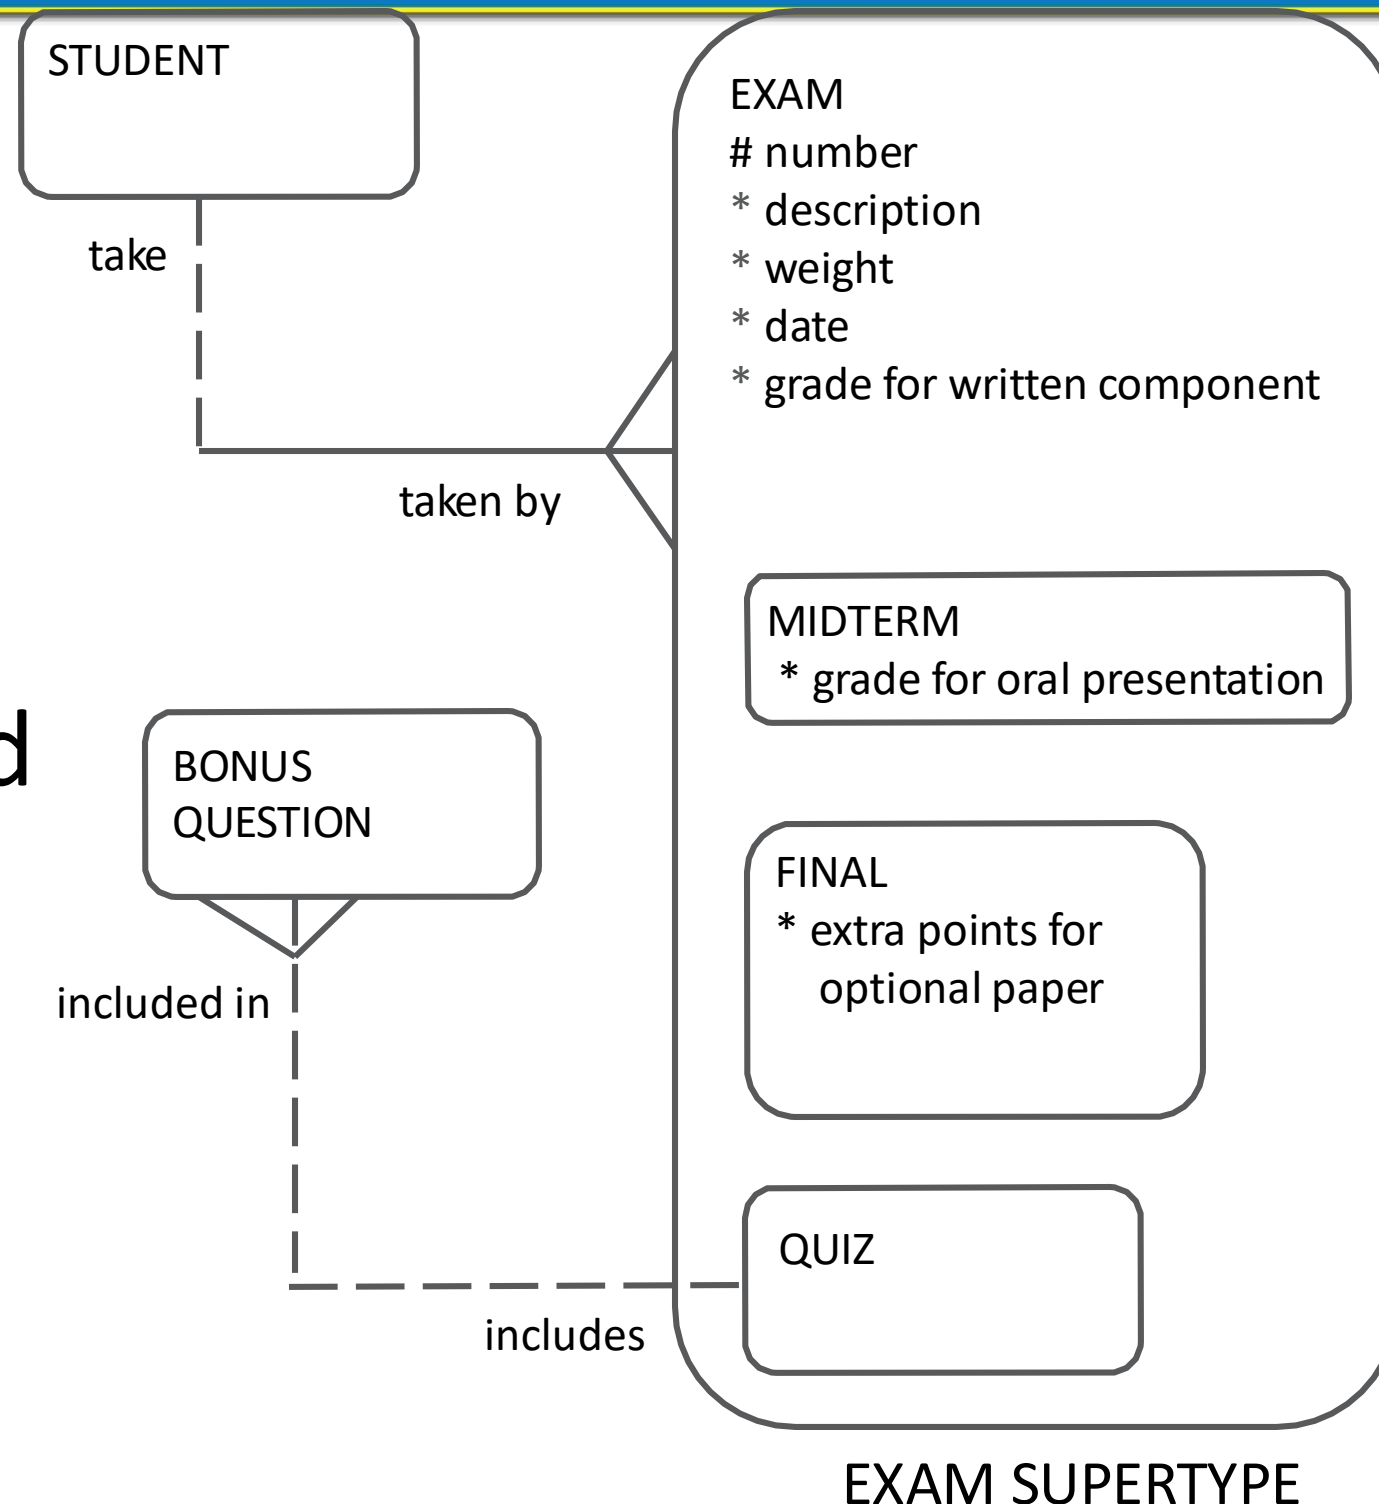 STUDENT
take
taken by
EXAM
# number
* description
* weight
* date
* grade for written component
MIDTERM
* grade for oral presentation
d
BONUS
QUESTION
included in
FINAL
* extra points for
optional paper
QUIZ
includes
EXAM SUPERTYPE